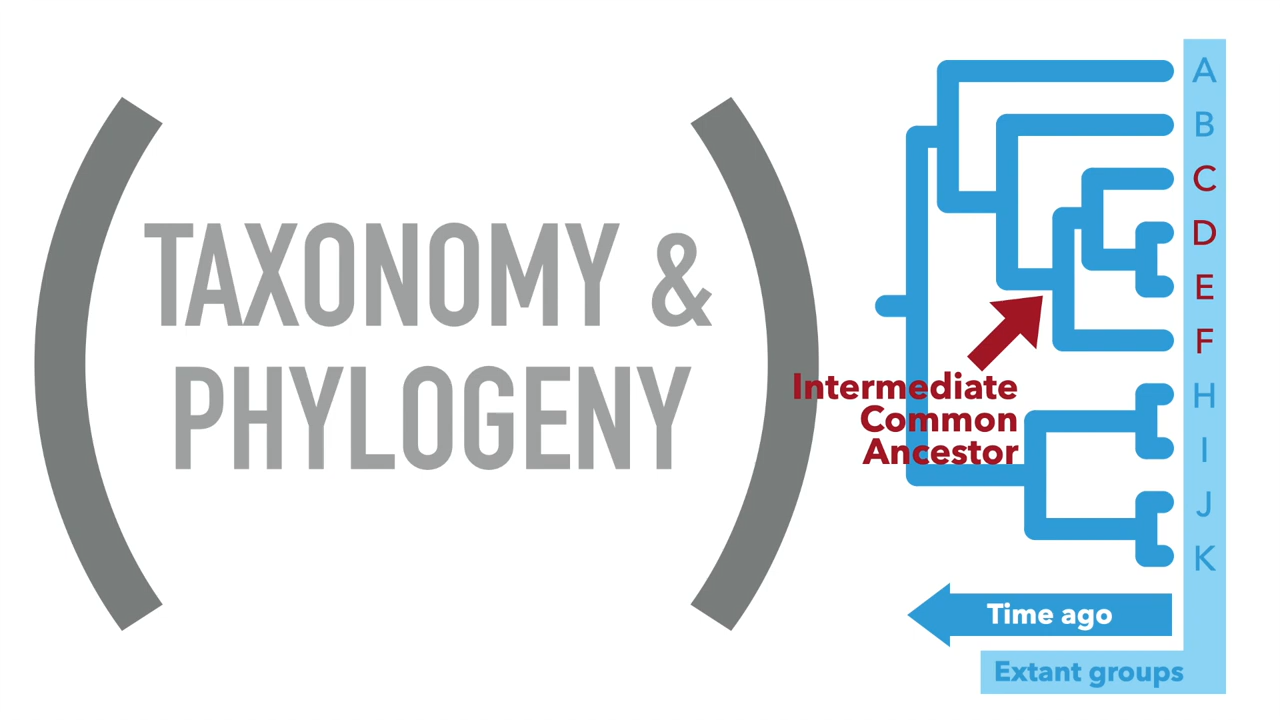 TAXONOMY &
PHYLOGENY
A
B
C
D
E
F
H
I
J
K
Intermediate
Common
Ancestor
Time ago
Extant groups